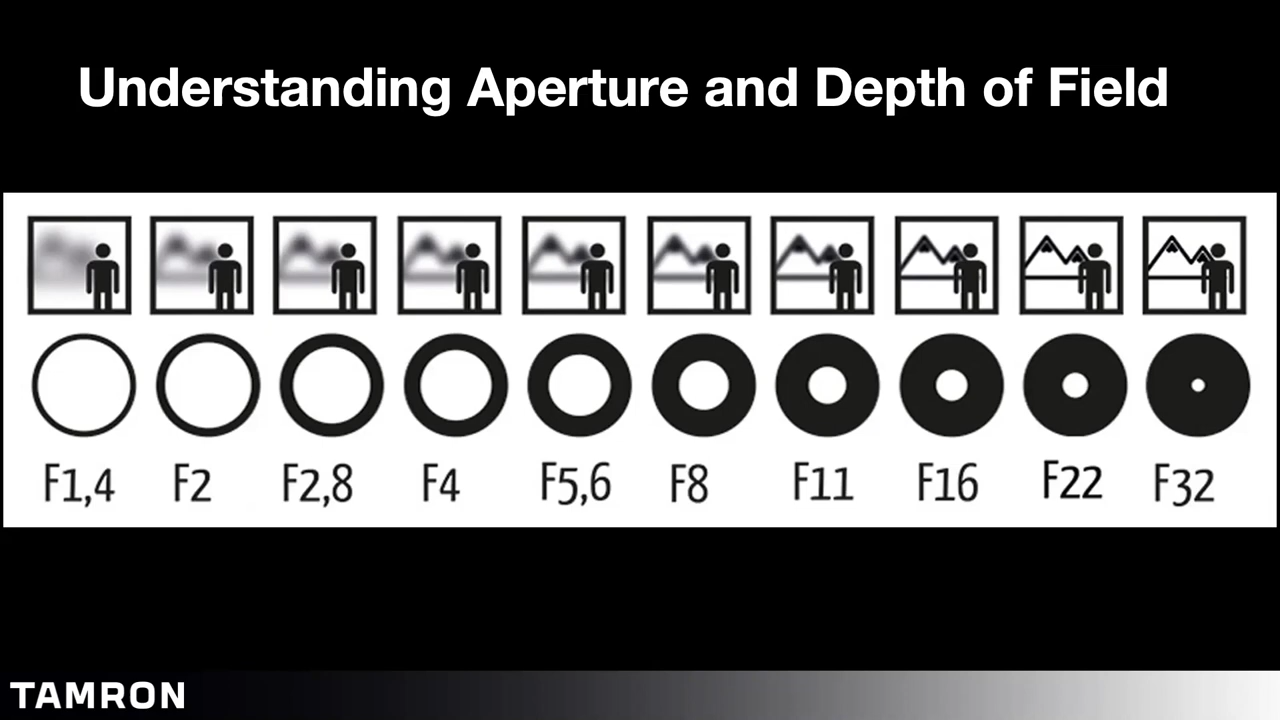 Understanding Aperture and Depth of Field
F1,4 F2 F2,8 F4 F5,6 F8 F11 F16 F22 F32
TAMRON